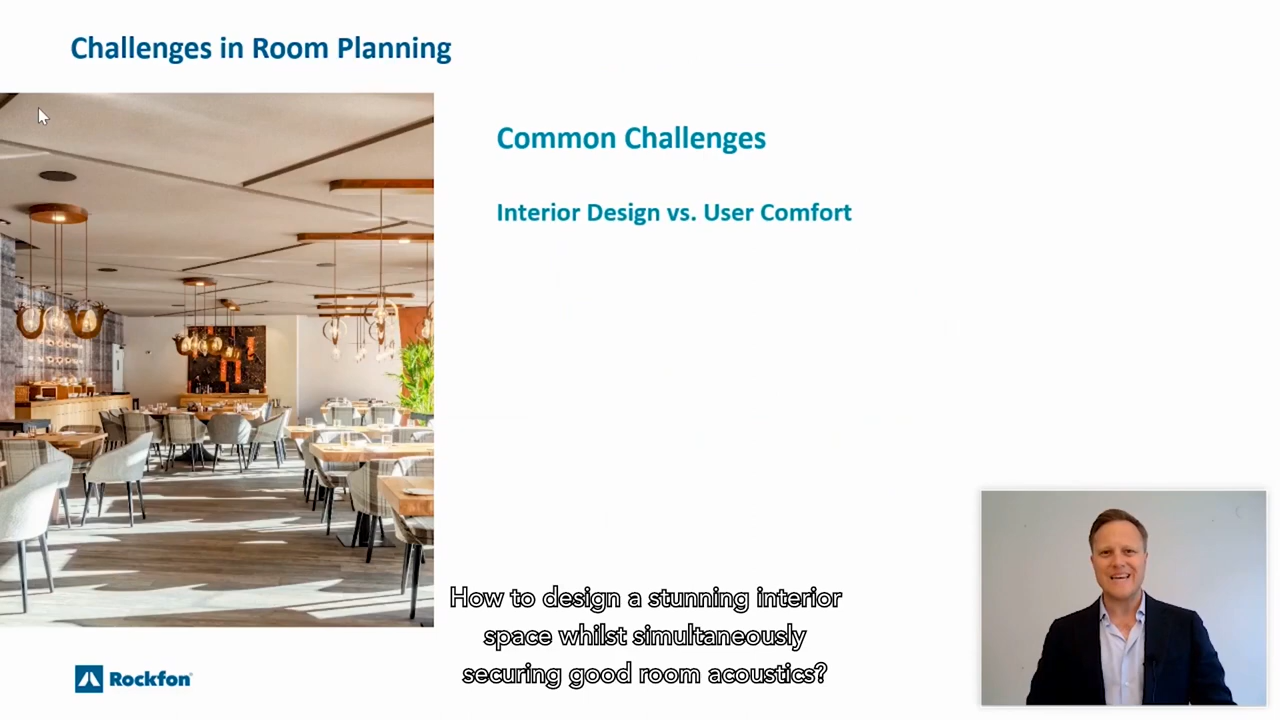 Challenges in Room Planning
Common Challenges
Interior Design vs. User Comfort
How to design a stunning interior
space whilst simultaneously
securing good room acoustics?
Rockfon®